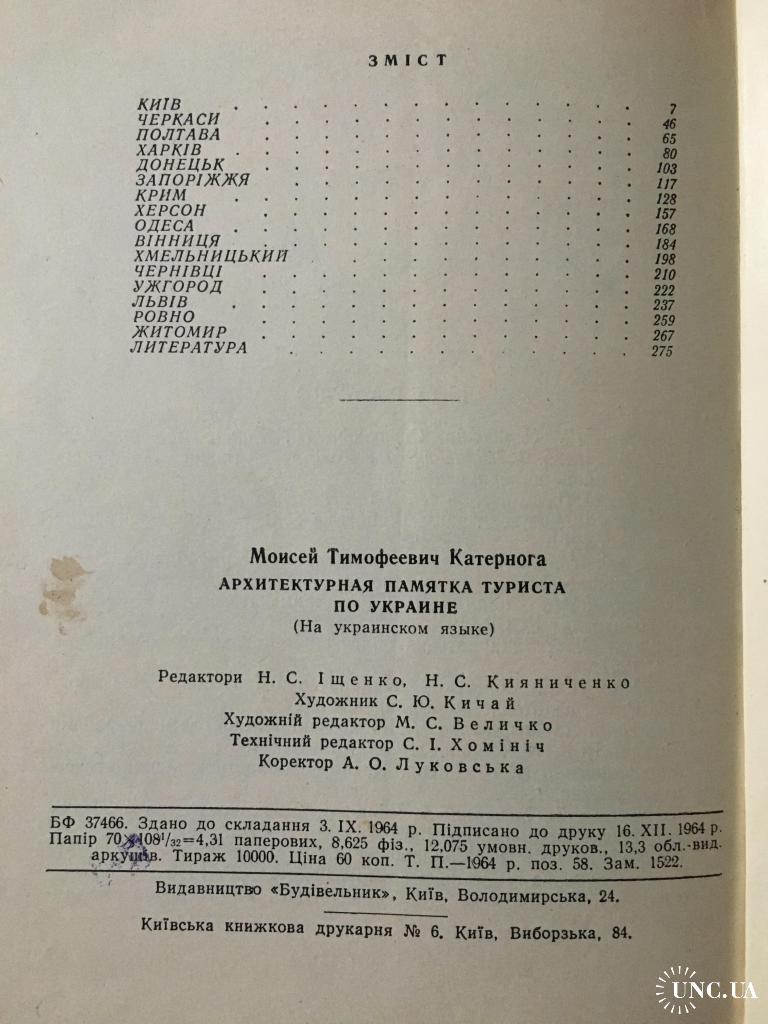 ЗМІСТ
КИЇВ . . . . . . . . . . . . . . 7
ЧЕРКАСИ . . . . . . . . . . . . . 46
ПОЛТАВА . . . . . . . . . . . . . 65
ХАРКІВ . . . . . . . . . . . . . . 80
ДОНЕЦЬК . . . . . . . . . . . . . 103
ЗАПОРІЖЖЯ . . . . . . . . . . . . 117
КРИМ . . . . . . . . . . . . . . 128
ХЕРСОН . . . . . . . . . . . . . 157
ОДЕСА . . . . . . . . . . . . . . 168
ВІННИЦЯ . . . . . . . . . . . . . 184
ХМЕЛЬНИЦЬКИЙ . . . . . . . . . . 198
ЧЕРНІВЦІ . . . . . . . . . . . . . 210
УЖГОРОД . . . . . . . . . . . . . 222
ЛЬВІВ . . . . . . . . . . . . . . 237
РОВНО . . . . . . . . . . . . . 259
ЖИТОМИР . . . . . . . . . . . . . 267
ЛИТЕРАТУРА . . . . . . . . . . . . 275
Моисей Тимофеевич Катернога
АРХИТЕКТУРНАЯ ПАМЯТКА ТУРИСТА
ПО УКРАИНЕ
(На украинском языке)
Редактори Н. С. Іщенко, Н. С. Кияниченко
Художник С. Ю. Кичай
Художній редактор М. С. Величко
Технічний редактор С. І. Хомініч
Коректор А. О. Луковська
БФ 37466. Здано до складання 3. IX. 1964 р. Підписано до друку 16. XII. 1964 р.
Папір 70×108¹/₃₂=4,31 паперових, 8,625 фіз., 12,075 умовн. друков., 13,3 обл.-вид.
аркушів. Тираж 10000. Ціна 60 коп. Т. П.—1964 р. поз. 58. Зам. 1522.
Видавництво «Будівельник», Київ, Володимирська, 24.
Київська книжкова друкарня № 6. Київ, Виборзька, 84.
UNC.UA